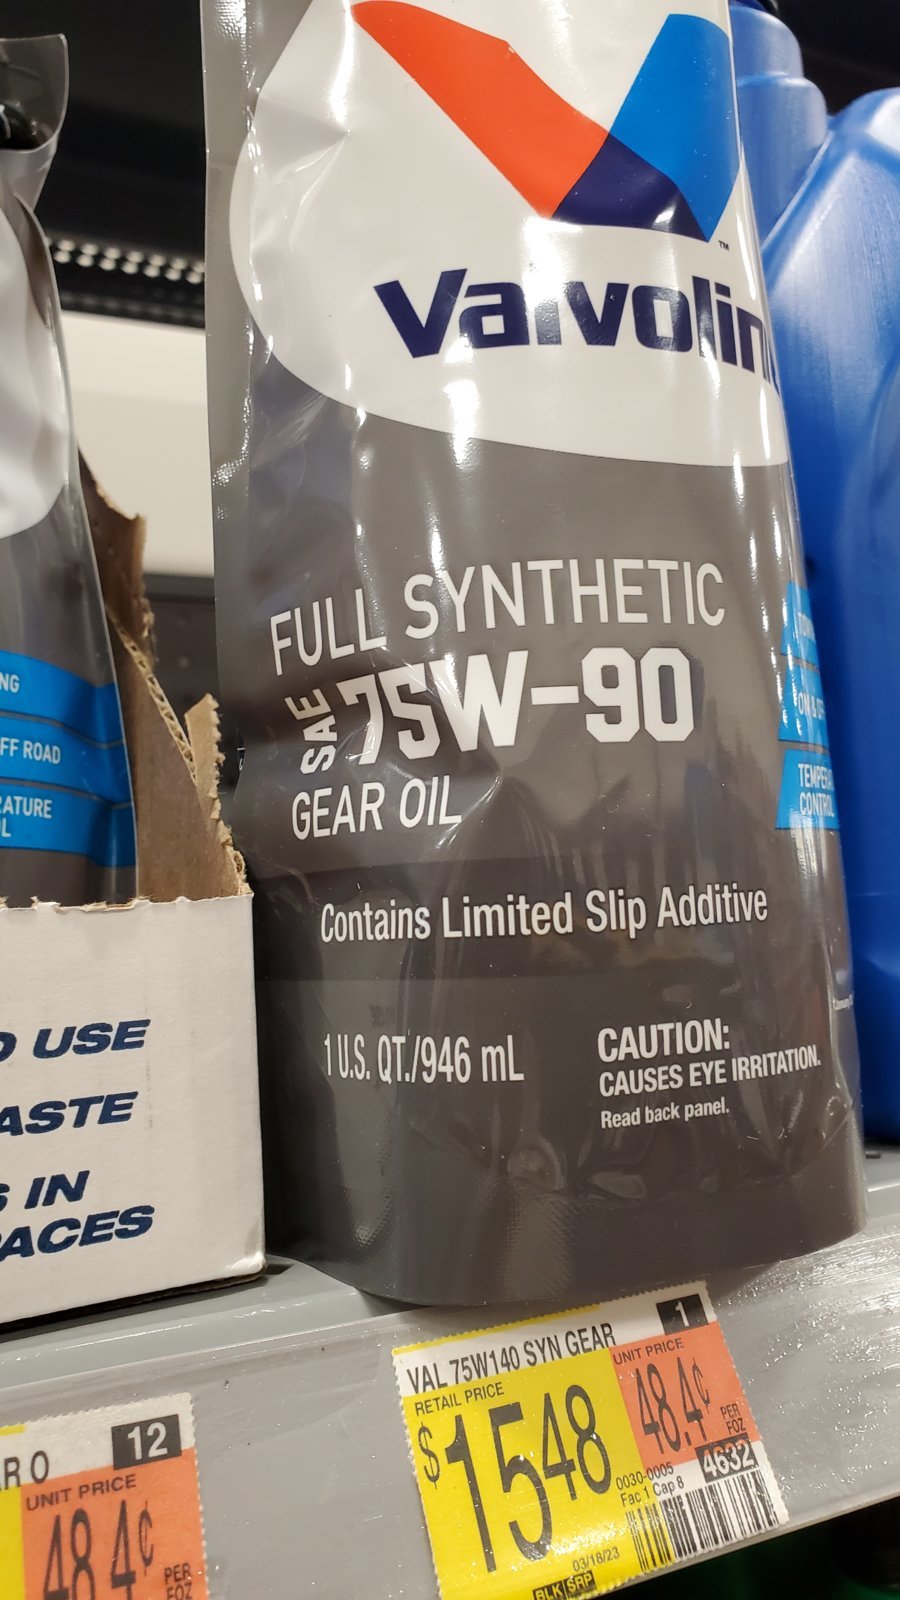 Valvolin
™
FULL SYNTHETIC
SAE 75W-90
GEAR OIL
Contains Limited Slip Additive
1 U.S. QT./946 mL
CAUTION:
CAUSES EYE IRRITATION.
Read back panel.
TEMPERA
CONTROL
NG
FF ROAD
RATURE
L
O USE
ASTE
S IN
PACES
VAL 75W140 SYN GEAR
1
RETAIL PRICE
$1548
UNIT PRICE
48.4¢
PER
FOZ
4632
0030-0005
Fac 1 Cap 8
03/18/23
BLK SRP
R O
12
UNIT PRICE
48.4¢
PER
FOZ